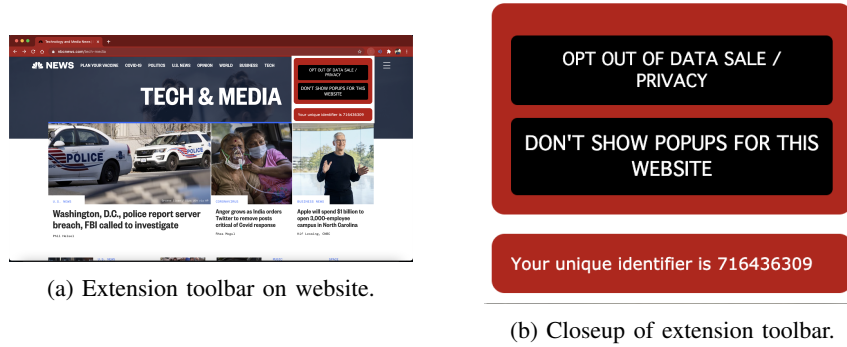 Technology and Media News
nbcnews.com/tech-media
NEWS PLAN YOUR VACCINE COVID-19 POLITICS U.S. NEWS OPINION WORLD BUSINESS TECH
TECH & MEDIA
OPT OUT OF DATA SALE /
PRIVACY
DON'T SHOW POPUPS FOR THIS
WEBSITE
Your unique identifier is 716436309
POLICE
POLICE
U.S. NEWS
Washington, D.C., police report server
breach, FBI called to investigate
CORONAVIRUS
Anger grows as India orders
Twitter to remove posts
critical of Covid response
BUSINESS NEWS
Apple will spend $1 billion to
open 3,000-employee
campus in North Carolina
(a) Extension toolbar on website.
OPT OUT OF DATA SALE /
PRIVACY
DON'T SHOW POPUPS FOR THIS
WEBSITE
Your unique identifier is 716436309
(b) Closeup of extension toolbar.